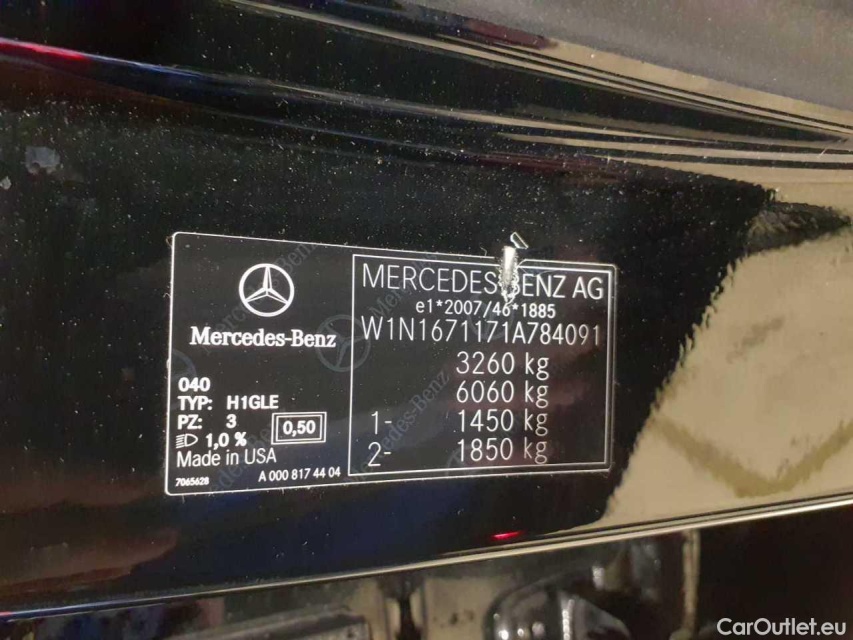 Mercedes-Benz
040
TYP: H1GLE
PZ: 3
1,0 %
0,50
Made in USA
7065628
A 000 817 44 04
MERCEDES-BENZ AG
e1*2007/46*1885
W1N1671171A784091
3260 kg
6060 kg
1- 1450 kg
2- 1850 kg
CarOutlet.eu